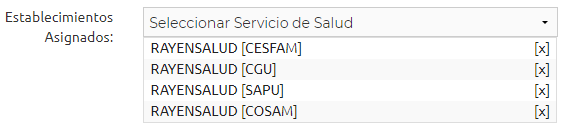 Establecimientos
Asignados:
Seleccionar Servicio de Salud
RAYENSALUD [CESFAM] [x]
RAYENSALUD [CGU] [x]
RAYENSALUD [SAPU] [x]
RAYENSALUD [COSAM] [x]